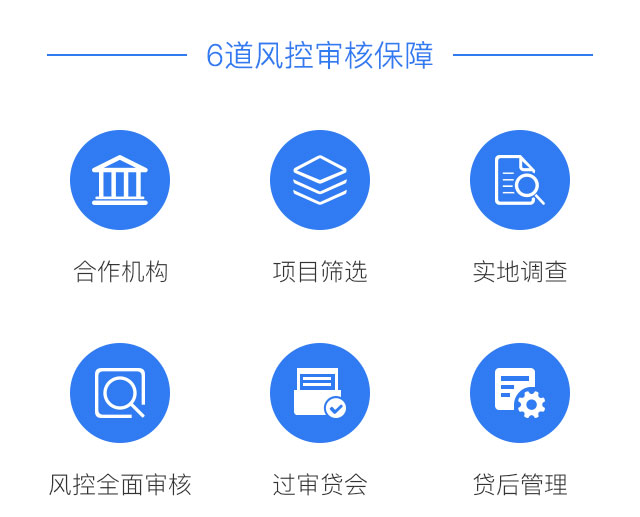 6道风控审核保障
合作机构
项目筛选
实地调查
风控全面审核
过审贷会
贷后管理